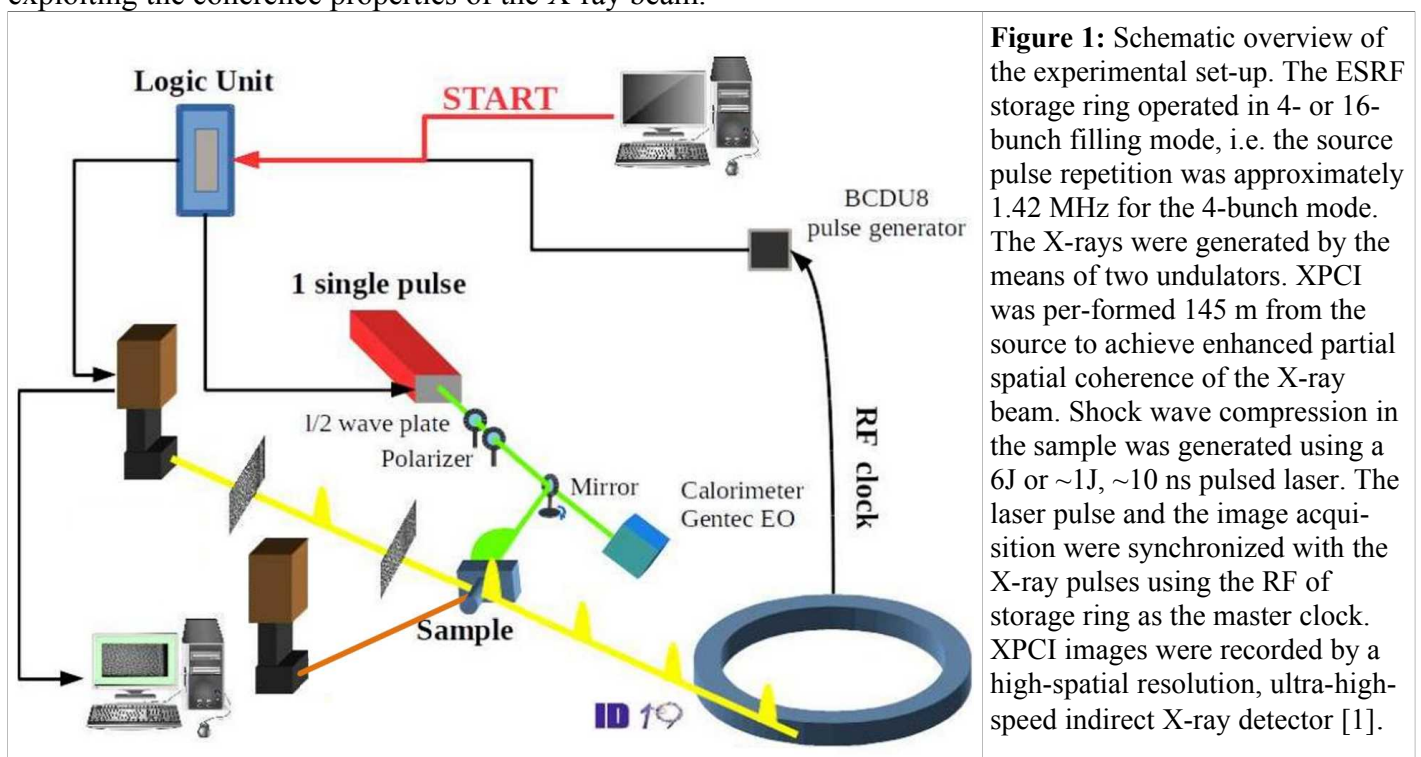 exploiting the coherence properties of the X-ray beam.
Logic Unit
START
BCDU8
pulse generator
1 single pulse
l/2 wave plate
Polarizer
Mirror
Calorimeter
Gentec EO
RF clock
Sample
ID 19
Figure 1: Schematic overview of
the experimental set-up. The ESRF
storage ring operated in 4- or 16-
bunch filling mode, i.e. the source
pulse repetition was approximately
1.42 MHz for the 4-bunch mode.
The X-rays were generated by the
means of two undulators. XPCI
was per-formed 145 m from the
source to achieve enhanced partial
spatial coherence of the X-ray
beam. Shock wave compression in
the sample was generated using a
6J or ~1J, ~10 ns pulsed laser. The
laser pulse and the image acqui-
sition were synchronized with the
X-ray pulses using the RF of
storage ring as the master clock.
XPCI images were recorded by a
high-spatial resolution, ultra-high-
speed indirect X-ray detector [1].